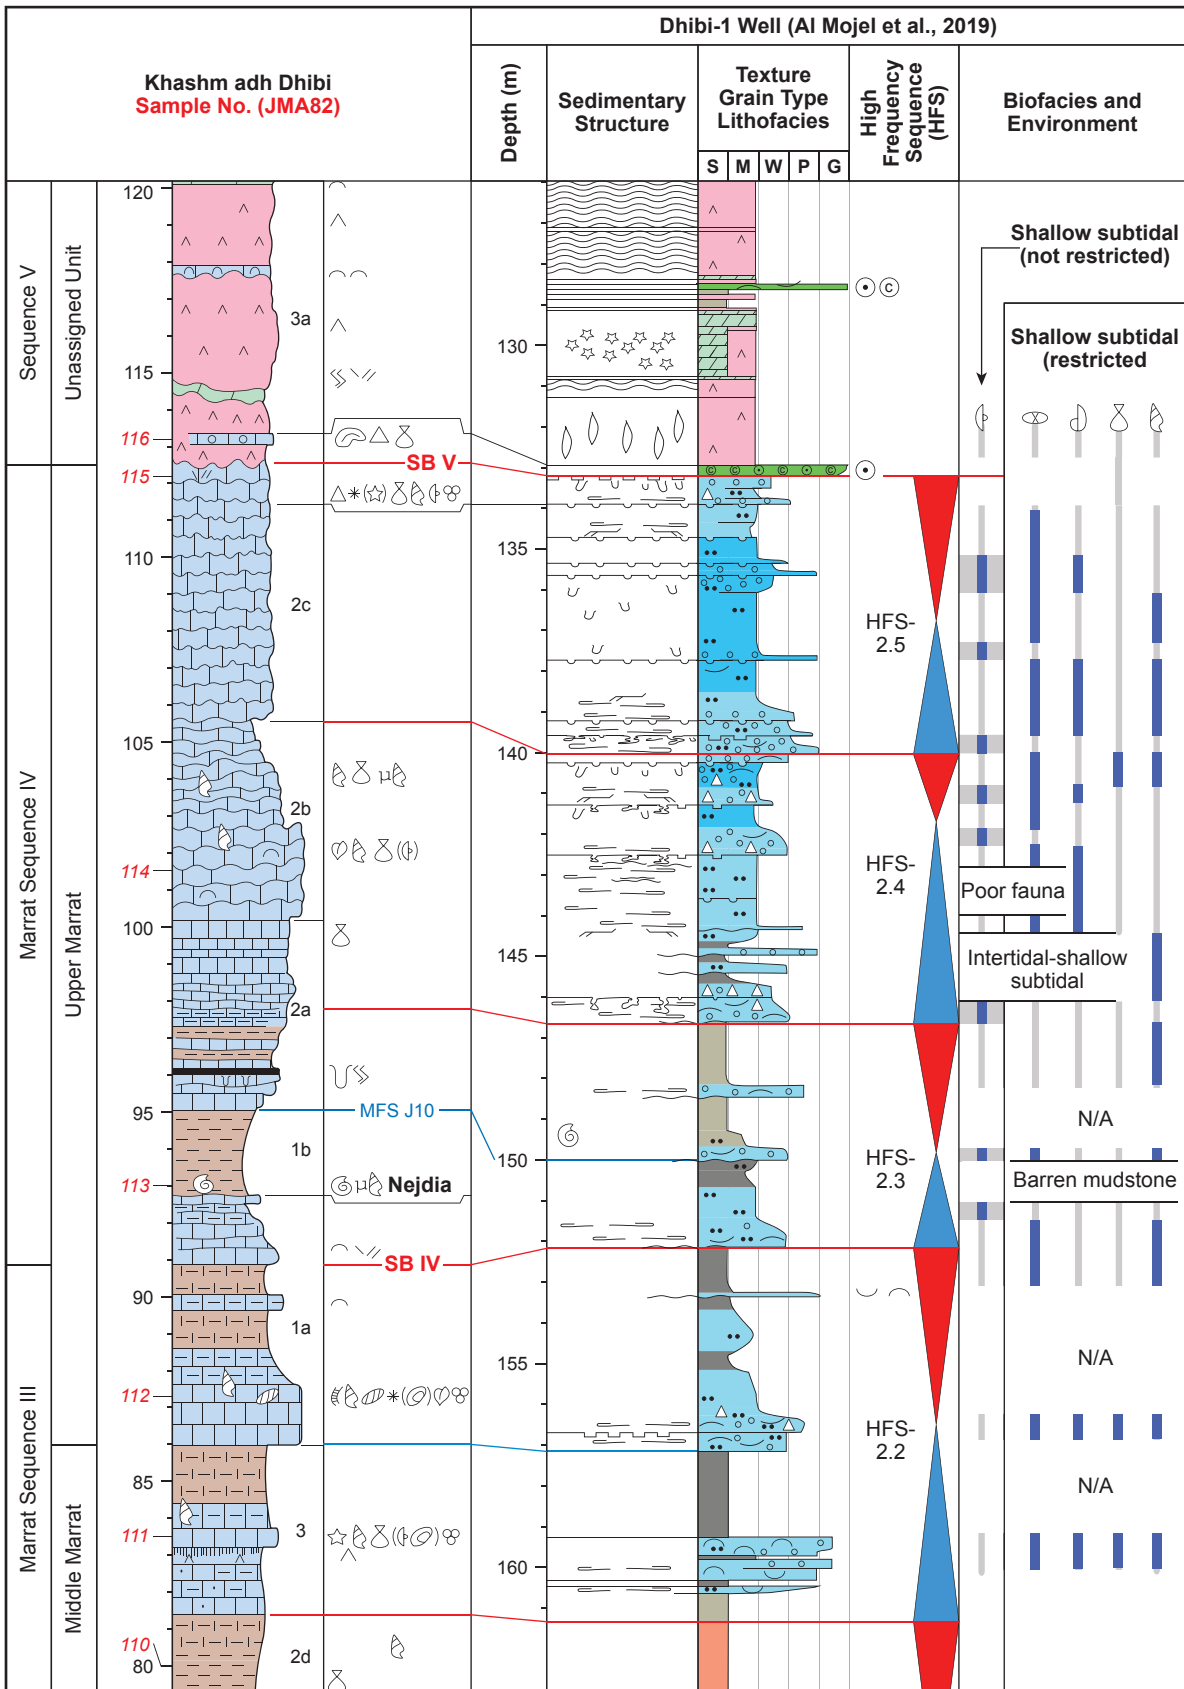 Dhibi-1 Well (Al Mojel et al., 2019)
Khashm adh Dhibi
Sample No. (JMA82)
Depth (m)
Sedimentary
Structure
Texture
Grain Type
Lithofacies
S M W P G
High
Frequency
Sequence
(HFS)
Biofacies and
Environment
Sequence V
Unassigned Unit
Marrat Sequence IV
Upper Marrat
Marrat Sequence III
Middle Marrat
120
115
110
105
100
95
90
85
80
116
115
114
113
112
111
110
3a
2c
2b
2a
1b
1a
3
2d
SB V
MFS J10
µ
µ Nejdia
SB IV
130
135
140
145
150
155
160
C
C C C C
HFS-
2.5
HFS-
2.4
HFS-
2.3
HFS-
2.2
Shallow subtidal
(not restricted)
Shallow subtidal
(restricted
Poor fauna
Intertidal-shallow
subtidal
N/A
Barren mudstone
N/A
N/A